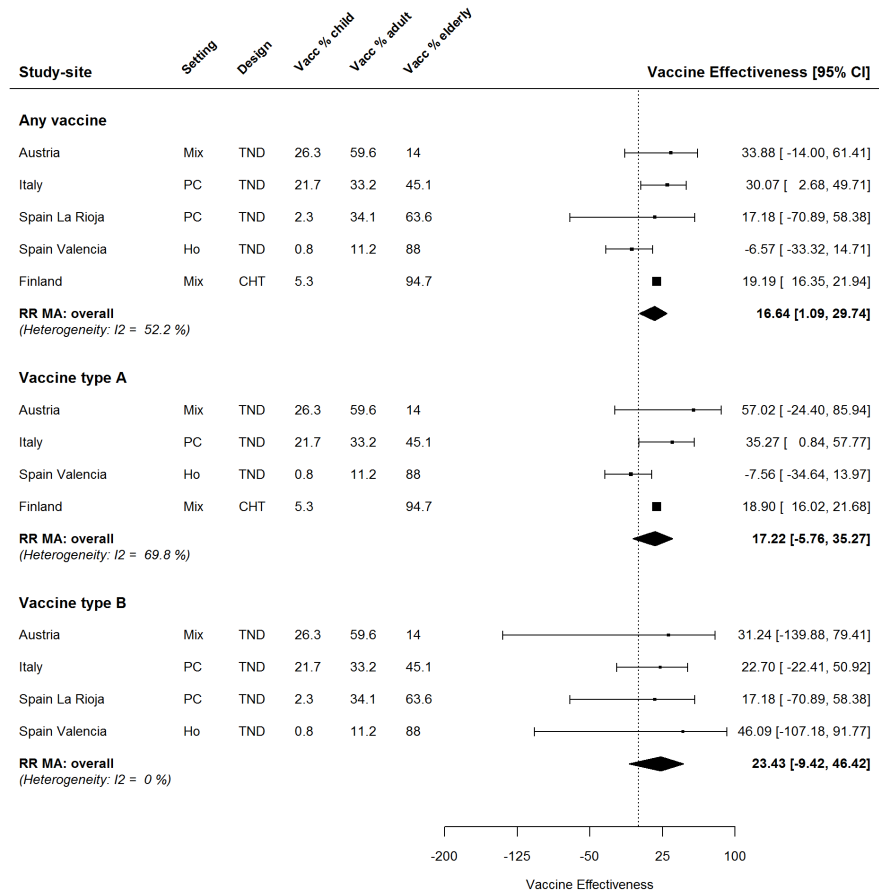 Study-site Setting Design Vacc % child Vacc % adult Vacc % elderly Vaccine Effectiveness [95% CI]
Any vaccine
Austria Mix TND 26.3 59.6 14 33.88 [ -14.00, 61.41]
Italy PC TND 21.7 33.2 45.1 30.07 [ 2.68, 49.71]
Spain La Rioja PC TND 2.3 34.1 63.6 17.18 [ -70.89, 58.38]
Spain Valencia Ho TND 0.8 11.2 88 -6.57 [ -33.32, 14.71]
Finland Mix CHT 5.3 94.7 19.19 [ 16.35, 21.94]
RR MA: overall 16.64 [1.09, 29.74]
(Heterogeneity: I2 = 52.2 %)
Vaccine type A
Austria Mix TND 26.3 59.6 14 57.02 [ -24.40, 85.94]
Italy PC TND 21.7 33.2 45.1 35.27 [ 0.84, 57.77]
Spain Valencia Ho TND 0.8 11.2 88 -7.56 [ -34.64, 13.97]
Finland Mix CHT 5.3 94.7 18.90 [ 16.02, 21.68]
RR MA: overall 17.22 [-5.76, 35.27]
(Heterogeneity: I2 = 69.8 %)
Vaccine type B
Austria Mix TND 26.3 59.6 14 31.24 [-139.88, 79.41]
Italy PC TND 21.7 33.2 45.1 22.70 [ -22.41, 50.92]
Spain La Rioja PC TND 2.3 34.1 63.6 17.18 [ -70.89, 58.38]
Spain Valencia Ho TND 0.8 11.2 88 46.09 [-107.18, 91.77]
RR MA: overall 23.43 [-9.42, 46.42]
(Heterogeneity: I2 = 0 %)
-200 -125 -50 25 100
Vaccine Effectiveness